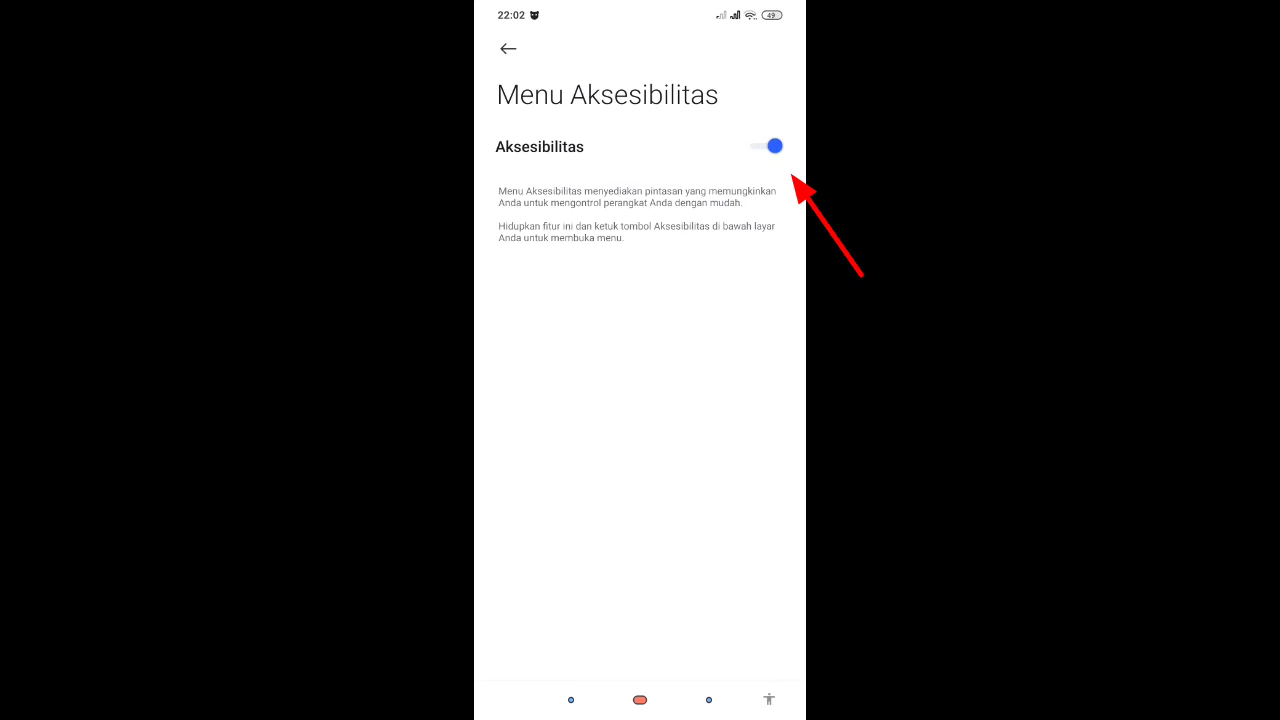 22:02
49
Menu Aksesibilitas
Aksesibilitas
Menu Aksesibilitas menyediakan pintasan yang memungkinkan
Anda untuk mengontrol perangkat Anda dengan mudah.
Hidupkan fitur ini dan ketuk tombol Aksesibilitas di bawah layar
Anda untuk membuka menu.